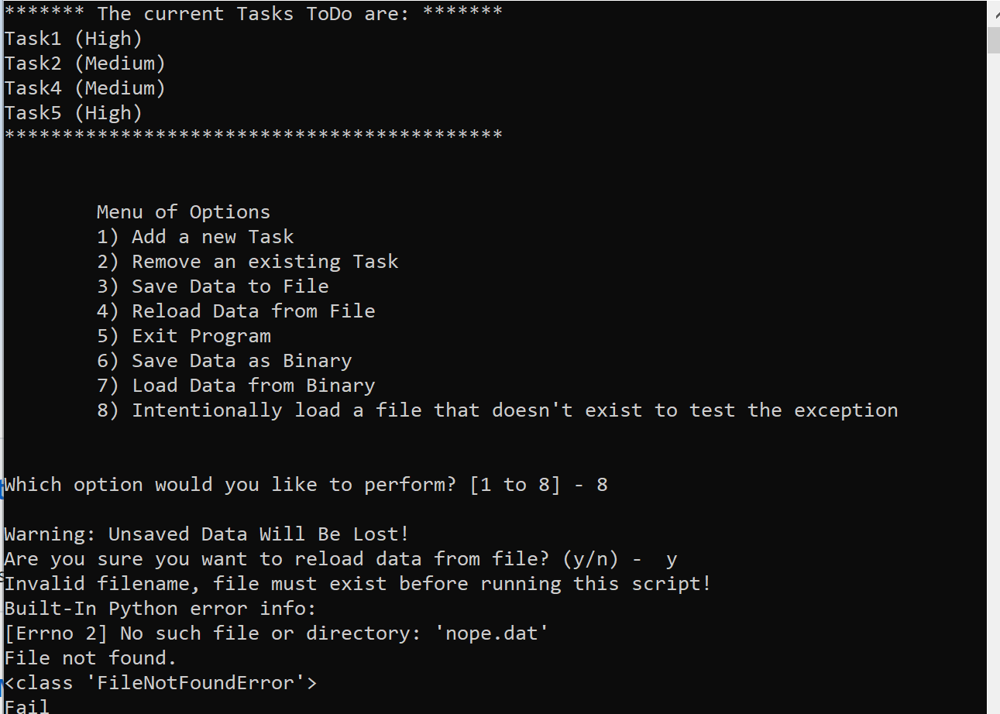 ******* The current Tasks ToDo are: *******
Task1 (High)
Task2 (Medium)
Task4 (Medium)
Task5 (High)
*******************************************
Menu of Options
1) Add a new Task
2) Remove an existing Task
3) Save Data to File
4) Reload Data from File
5) Exit Program
6) Save Data as Binary
7) Load Data from Binary
8) Intentionally load a file that doesn't exist to test the exception
Which option would you like to perform? [1 to 8] - 8
Warning: Unsaved Data Will Be Lost!
Are you sure you want to reload data from file? (y/n) -  y
Invalid filename, file must exist before running this script!
Built-In Python error info:
[Errno 2] No such file or directory: 'nope.dat'
File not found.
<class 'FileNotFoundError'>
Fail